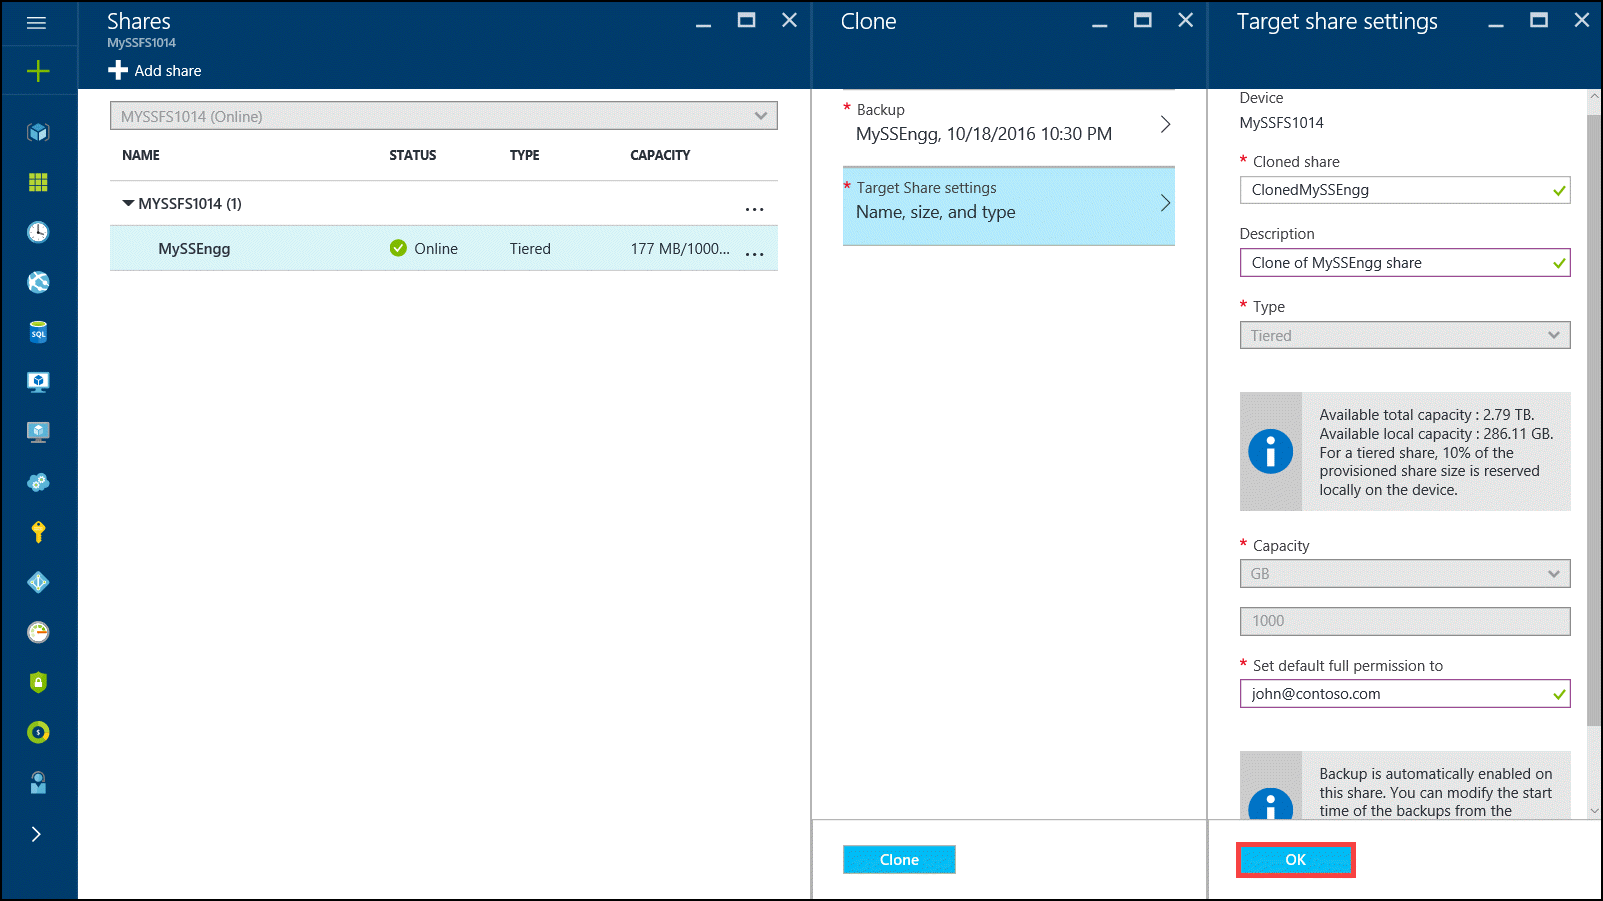 Shares
MySSFS1014
Add share
MYSSFS1014 (Online)
NAME STATUS TYPE CAPACITY
MYSSFS1014 (1) ...
MySSEngg Online Tiered 177 MB/1000... ...
Clone
* Backup
MySSEngg, 10/18/2016 10:30 PM
* Target Share settings
Name, size, and type
Clone
Target share settings
Device
MySSFS1014
* Cloned share
ClonedMySSEngg
Description
Clone of MySSEngg share
* Type
Tiered
Available total capacity : 2.79 TB.
Available local capacity : 286.11 GB.
For a tiered share, 10% of the
provisioned share size is reserved
locally on the device.
* Capacity
GB
1000
* Set default full permission to
john@contoso.com
Backup is automatically enabled on
this share. You can modify the start
time of the backups from the
OK
SQL